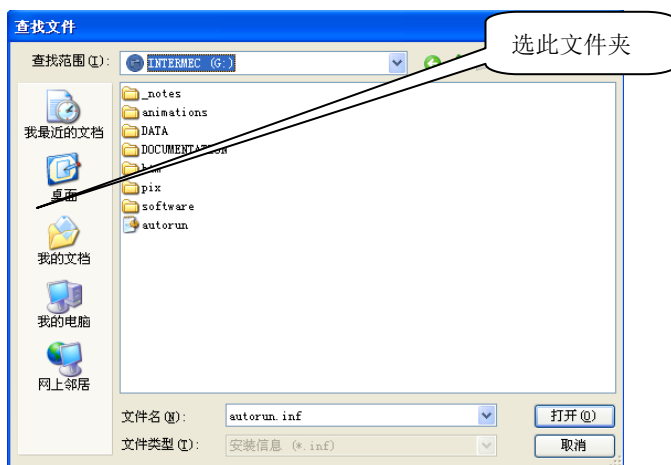 查找文件
选此文件夹
查找范围(I):
INTERMEC (G:)
我最近的文档
桌面
我的文档
我的电脑
网上邻居
_notes
animations
DATA
DOCUMENTATION
htm
pix
software
autorun
文件名(N):
autorun.inf
打开(O)
文件类型(T):
安装信息 (*.inf)
取消